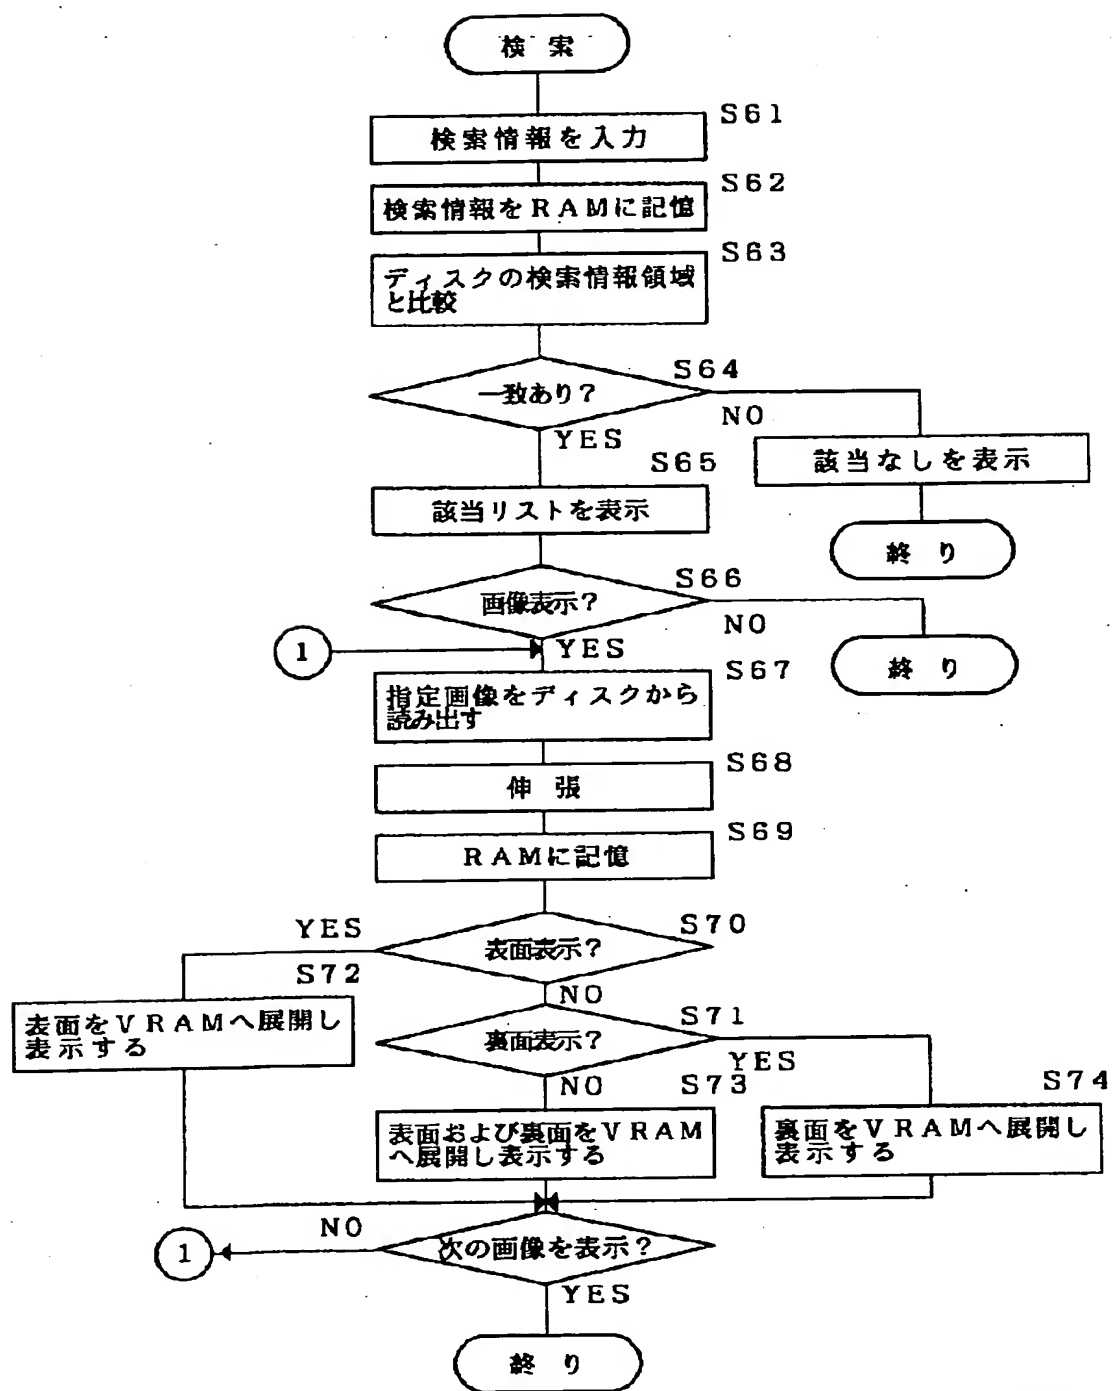 検 索
S61
検索情報を入力
S62
検索情報をRAMに記憶
S63
ディスクの検索情報領域
と比較
S64
一致あり?
NO
YES
該当なしを表示
S65
該当リストを表示
終 り
S66
画像表示?
NO
1
YES
終 り
S67
指定画像をディスクから
読み出す
S68
伸 張
S69
RAMに記憶
S70
YES
表面表示?
S72
NO
表面をVRAMへ展開し
表示する
S71
裏面表示?
YES
NO
S73
S74
表面および裏面をVRAM
へ展開し表示する
裏面をVRAMへ展開し
表示する
NO
1
次の画像を表示?
YES
終 り